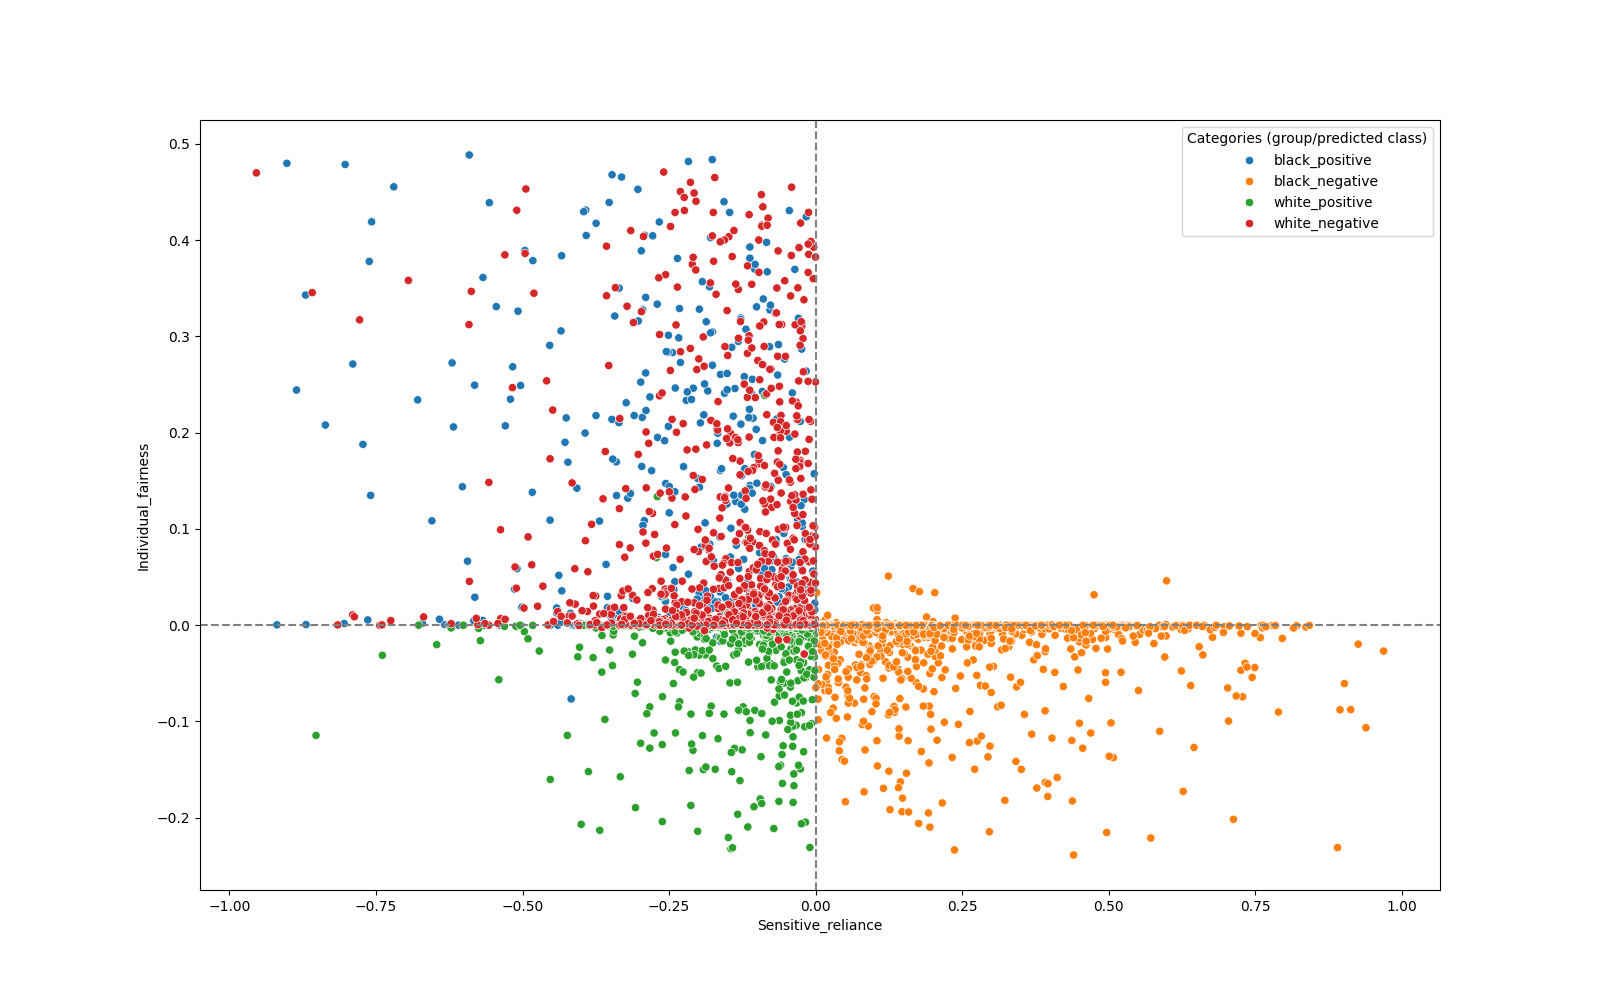 Categories (group/predicted class)
black_positive
black_negative
white_positive
white_negative
Individual_fairness
0.5
0.4
0.3
0.2
0.1
0.0
−0.1
−0.2
−1.00 −0.75 −0.50 −0.25 0.00 0.25 0.50 0.75 1.00
Sensitive_reliance